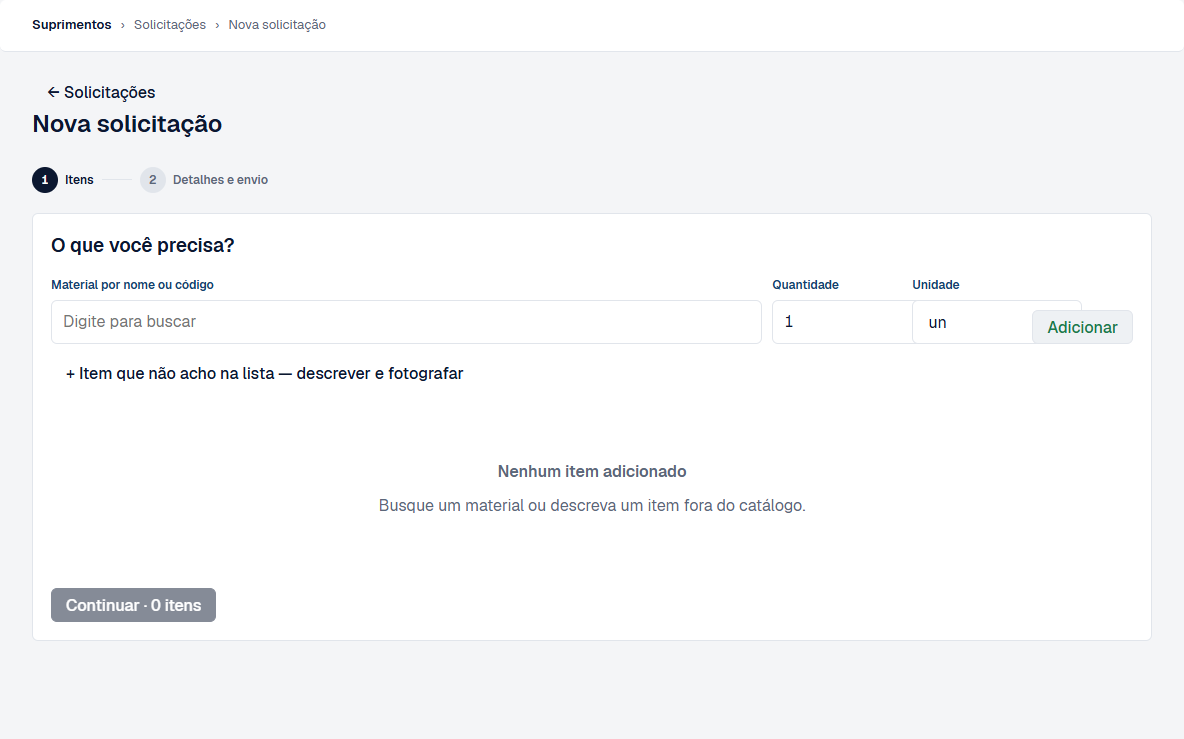 Suprimentos › Solicitações › Nova solicitação
← Solicitações
Nova solicitação
1 Itens 2 Detalhes e envio
O que você precisa?
Material por nome ou código Quantidade Unidade
Digite para buscar 1 un Adicionar
+ Item que não acho na lista — descrever e fotografar
Nenhum item adicionado
Busque um material ou descreva um item fora do catálogo.
Continuar · 0 itens